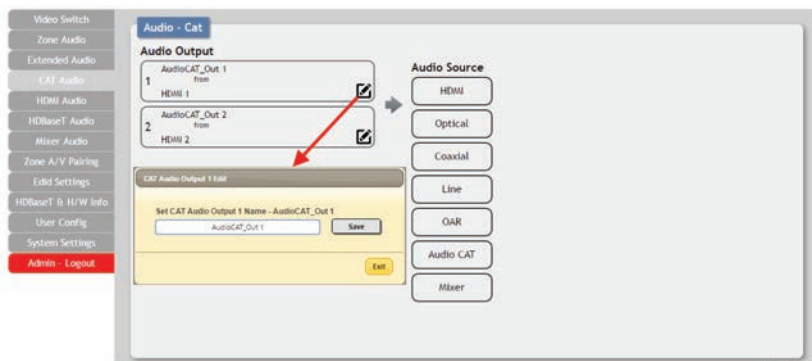 Video Switch
Zone Audio
Extended Audio
CAT Audio
HDMI Audio
HDBaseT Audio
Mixer Audio
Zone A/V Pairing
Edid Settings
HDBaseT & H/W Info
User Config
System Settings
Admin - Logout
Audio - Cat
Audio Output
1
AudioCAT_Out 1
from
HDMI 1
2
AudioCAT_Out 2
from
HDMI 2
CAT Audio Output 1 Edit
Set CAT Audio Output 1 Name - AudioCAT_Out 1
AudioCAT_Out 1
Save
Exit
Audio Source
HDMI
Optical
Coaxial
Line
OAR
Audio CAT
Mixer